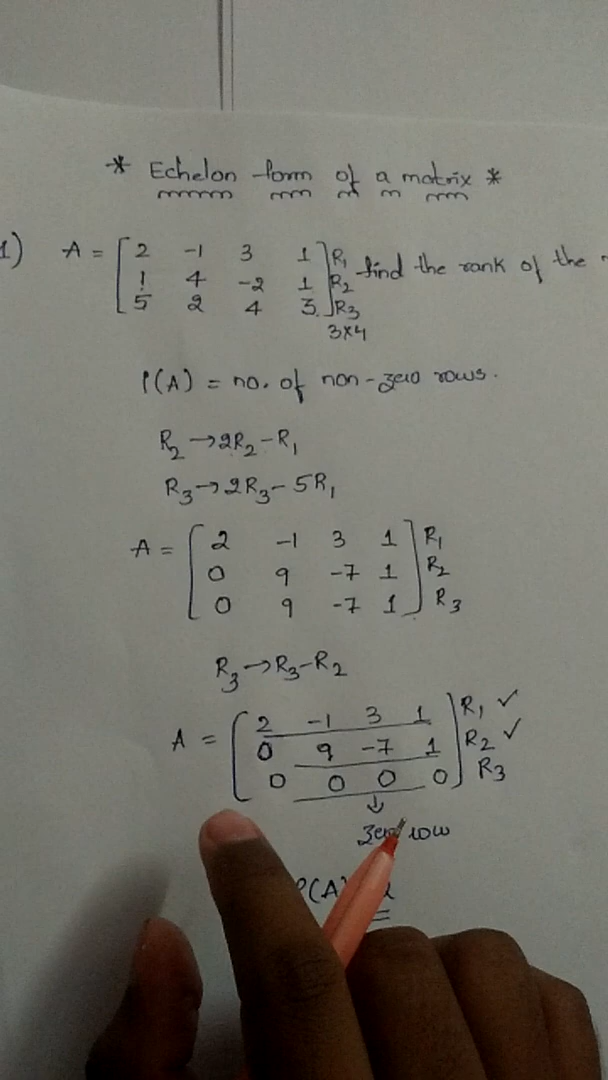 * Echelon form of a matrix *
1) A = [ 2 -1 3 1 ] R1 find the rank of the
[ 1 4 -2 1 ] R2
[ 5 2 4 3 ] R3
3x4
ρ(A) = no. of non-zero rows.
R2 → 2R2 - R1
R3 → 2R3 - 5R1
A = [ 2 -1 3 1 ] R1
[ 0 9 -7 1 ] R2
[ 0 9 -7 1 ] R3
R3 → R3 - R2
A = [ 2 -1 3 1 ] R1 ✓
[ 0 9 -7 1 ] R2 ✓
[ 0 0 0 0 ] R3
↓
zero row
ρ(A)